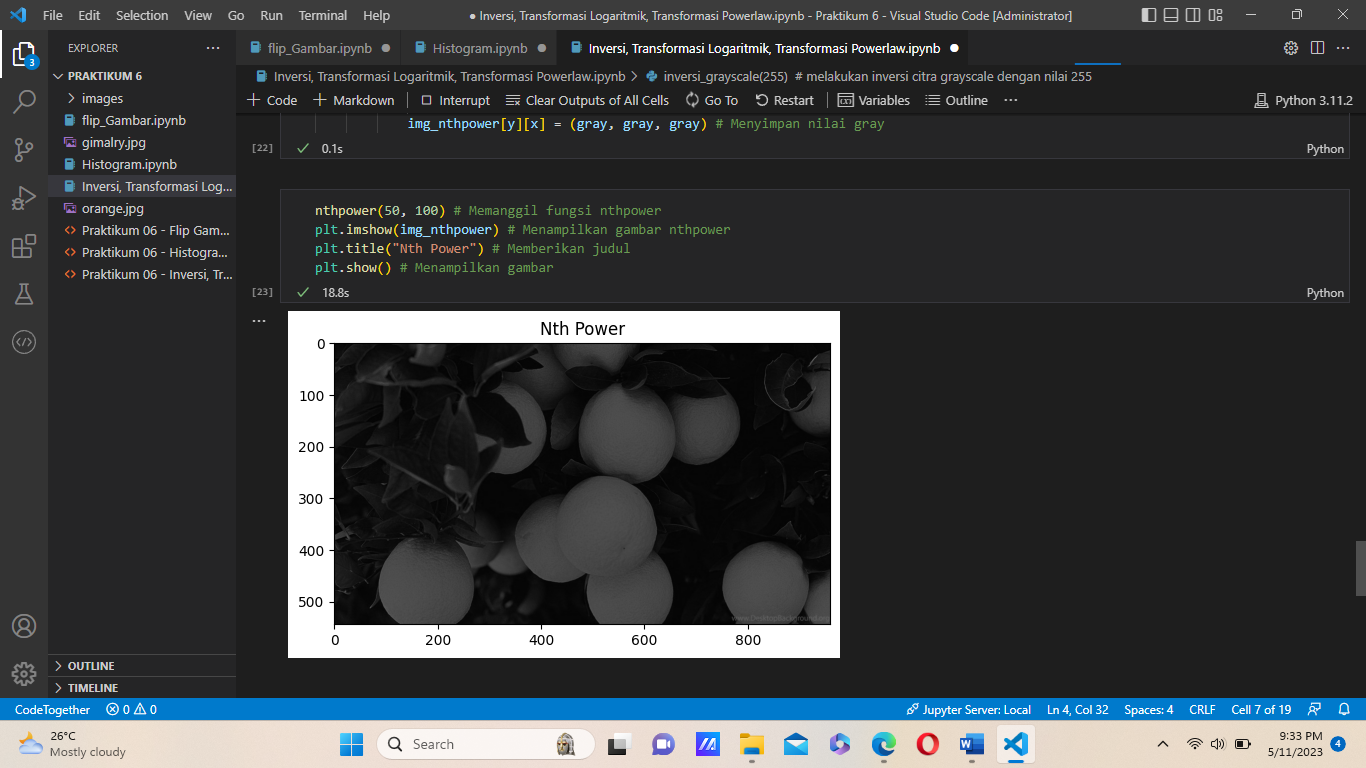 File Edit Selection View Go Run Terminal Help
● Inversi, Transformasi Logaritmik, Transformasi Powerlaw.ipynb - Praktikum 6 - Visual Studio Code [Administrator]
EXPLORER ...
flip_Gambar.ipynb ●
Histogram.ipynb ●
Inversi, Transformasi Logaritmik, Transformasi Powerlaw.ipynb ●
PRAKTIKUM 6
images
flip_Gambar.ipynb
gimalry.jpg
Histogram.ipynb
Inversi, Transformasi Log...
orange.jpg
Praktikum 06 - Flip Gam...
Praktikum 06 - Histogra...
Praktikum 06 - Inversi, Tr...
OUTLINE
TIMELINE
3
Inversi, Transformasi Logaritmik, Transformasi Powerlaw.ipynb > inversi_grayscale(255) # melakukan inversi citra grayscale dengan nilai 255
+ Code + Markdown Interrupt Clear Outputs of All Cells Go To Restart Variables Outline ... Python 3.11.2
img_nthpower[y][x] = (gray, gray, gray) # Menyimpan nilai gray
[22] ✓ 0.1s Python
nthpower(50, 100) # Memanggil fungsi nthpower
plt.imshow(img_nthpower) # Menampilkan gambar nthpower
plt.title("Nth Power") # Memberikan judul
plt.show() # Menampilkan gambar
[23] ✓ 18.8s Python
...
Nth Power
0
100
200
300
400
500
0 200 400 600 800
CodeTogether 0 0 Jupyter Server: Local Ln 4, Col 32 Spaces: 4 CRLF Cell 7 of 19
26°C
Mostly cloudy
Search
9:33 PM
5/11/2023
4